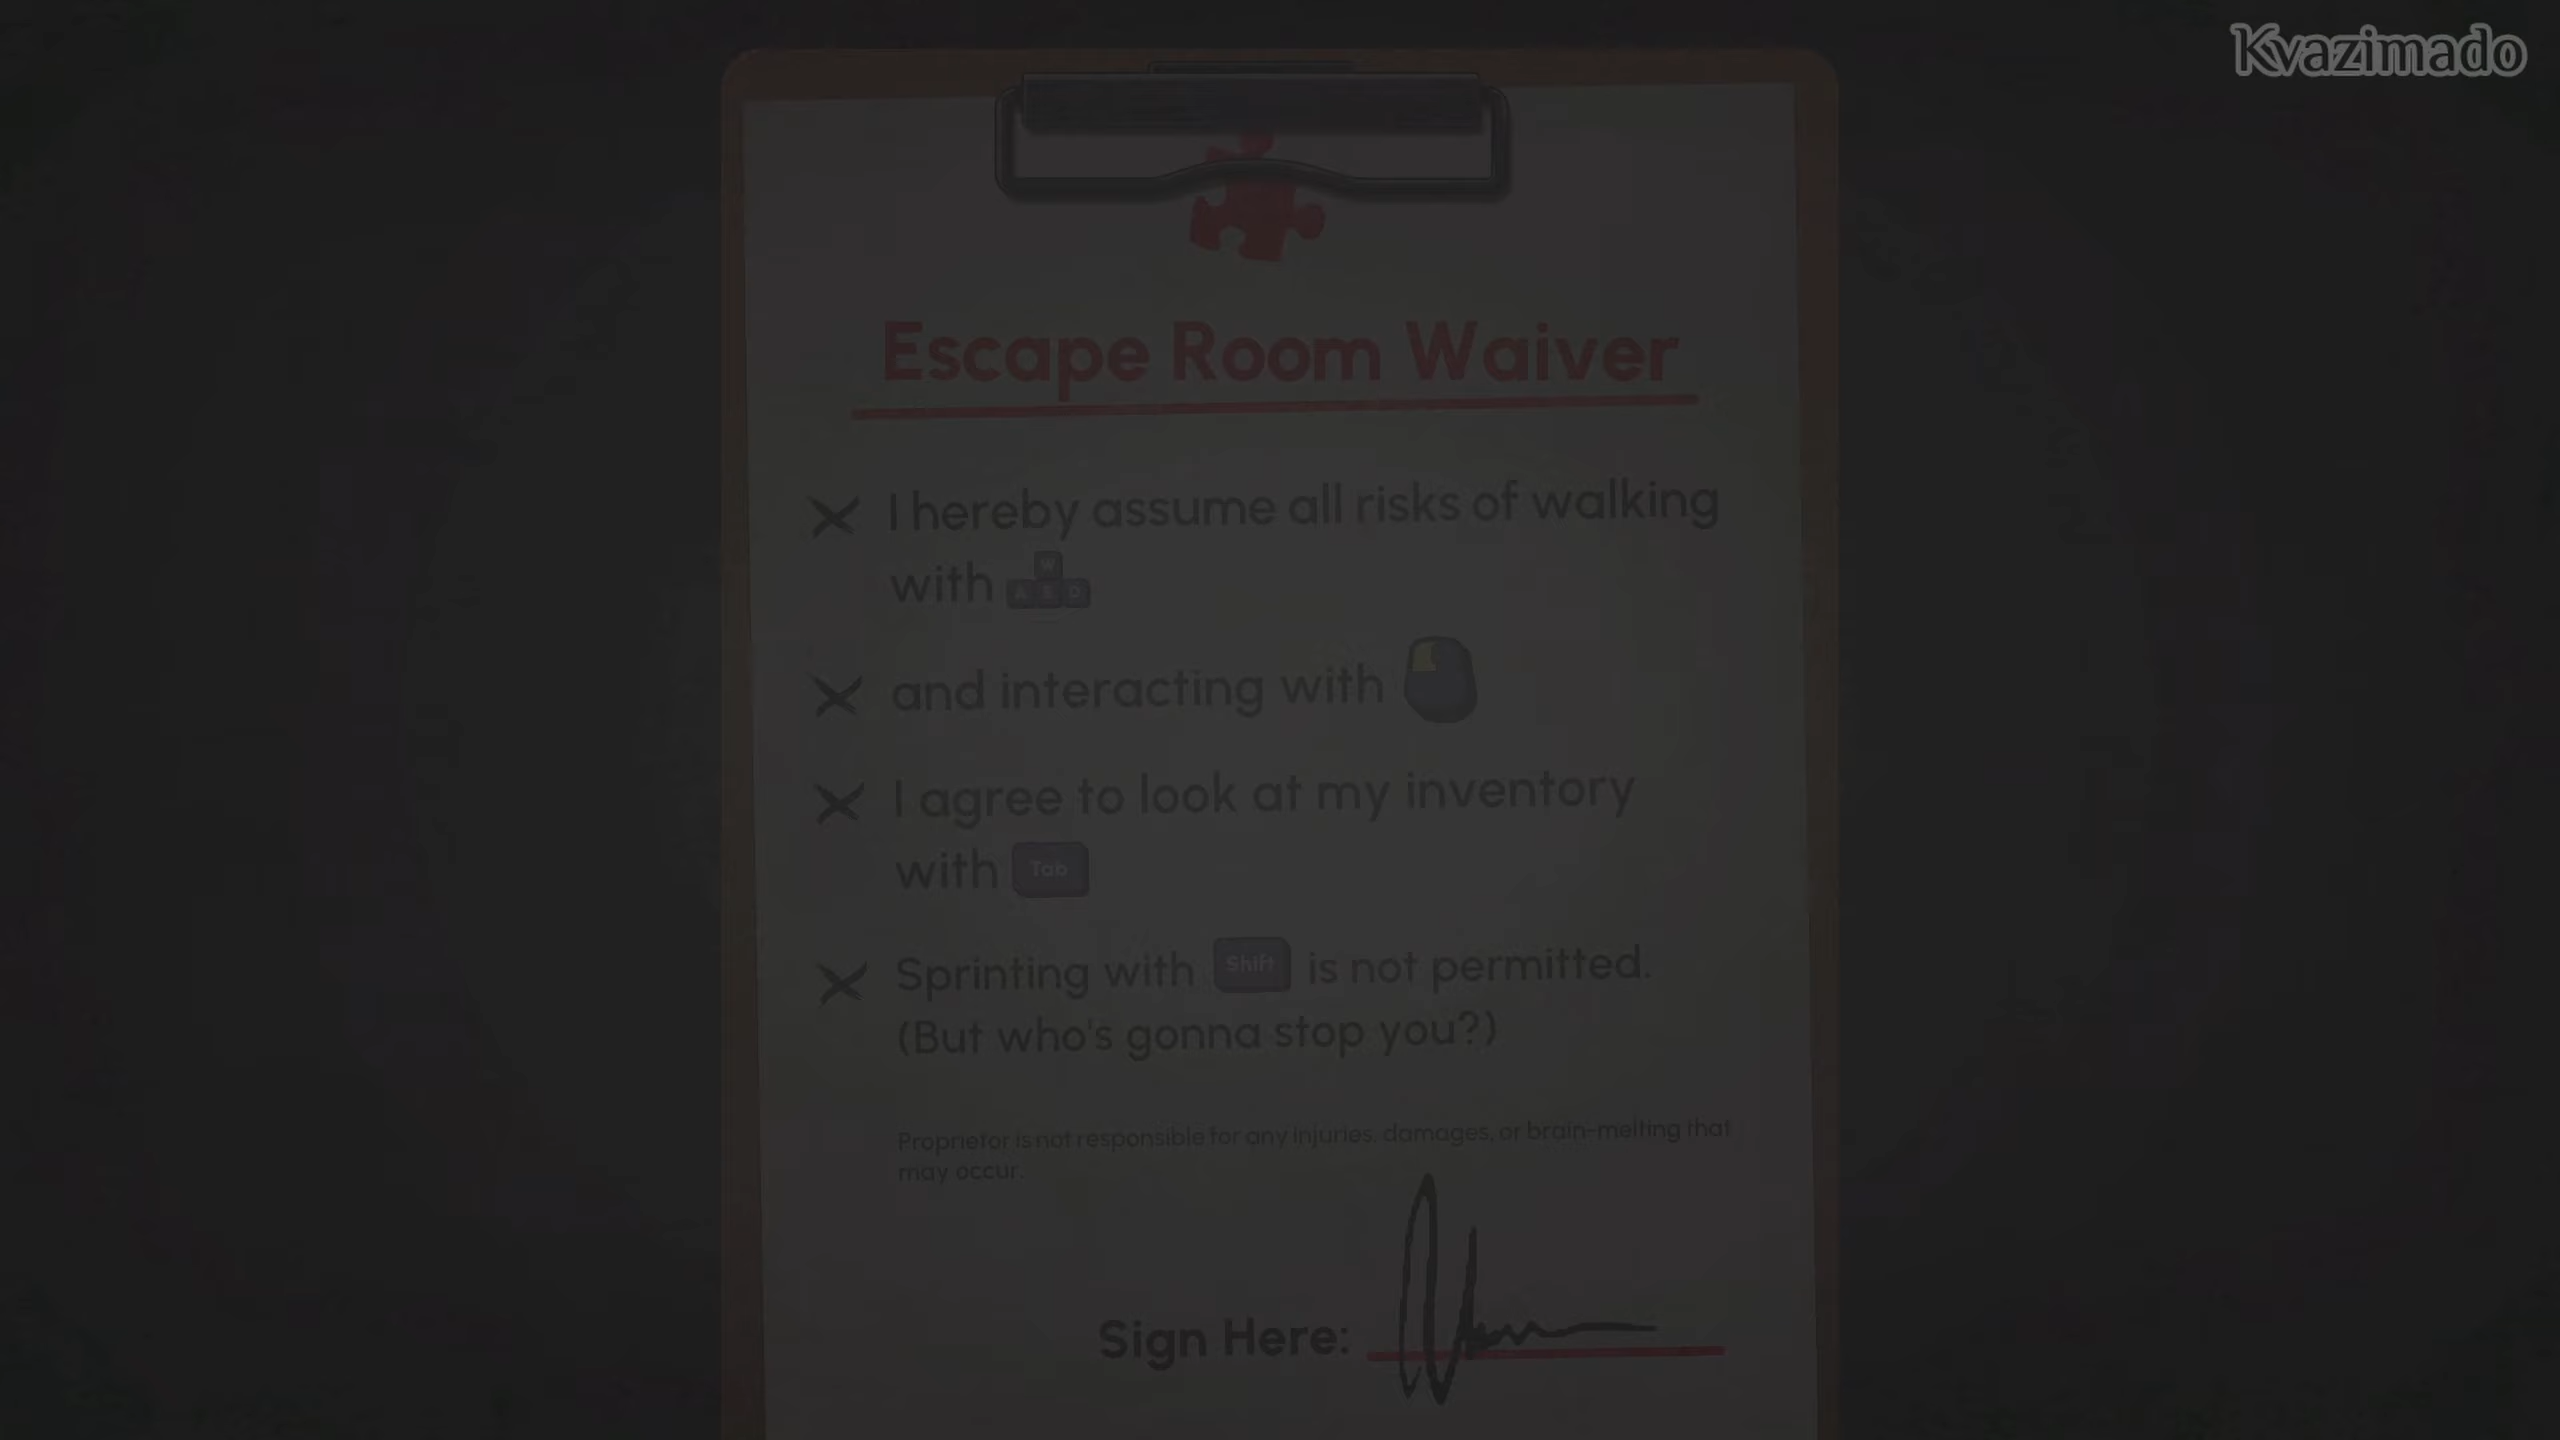 Kvazimado
Escape Room Waiver
I hereby assume all risks of walking
with W A S D
and interacting with
I agree to look at my inventory
with Tab
Sprinting with Shift is not permitted.
(But who's gonna stop you?)
Proprietor is not responsible for any injuries, damages, or brain-melting that
may occur.
Sign Here: